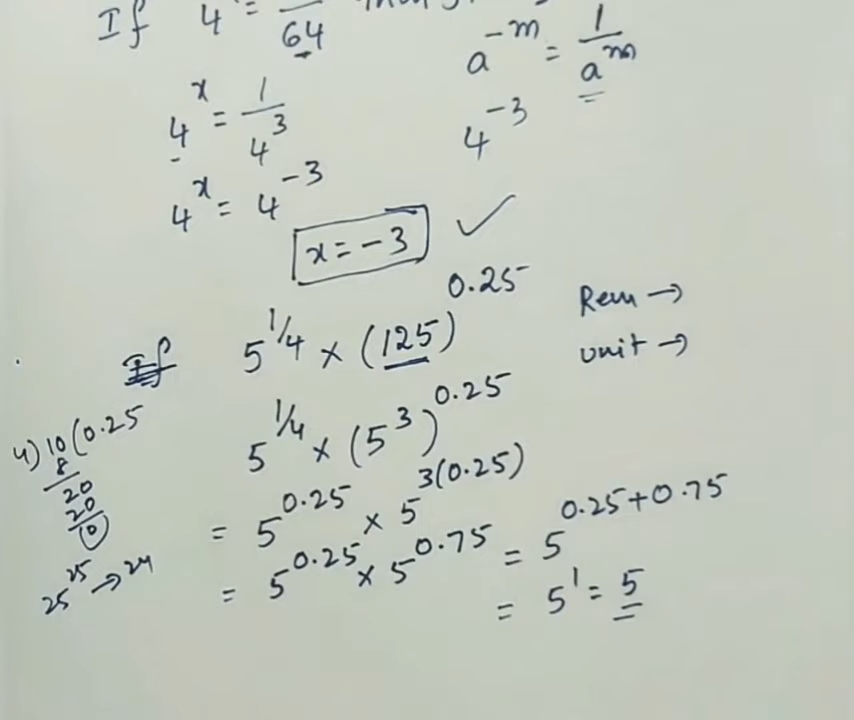 If 4 = /64
a^-m = 1/a^m
4^x = 1/4^3
4^-3
4^x = 4^-3
x = -3 ✓
If 5^1/4 × (125)^0.25
Rem →
unit →
5^1/4 × (5^3)^0.25
4) 10 (0.25
8
20
20
0
= 5^0.25 × 5^3(0.25)
= 5^0.25 × 5^0.75 = 5^0.25+0.75
= 5^1 = 5
25^25 → 24